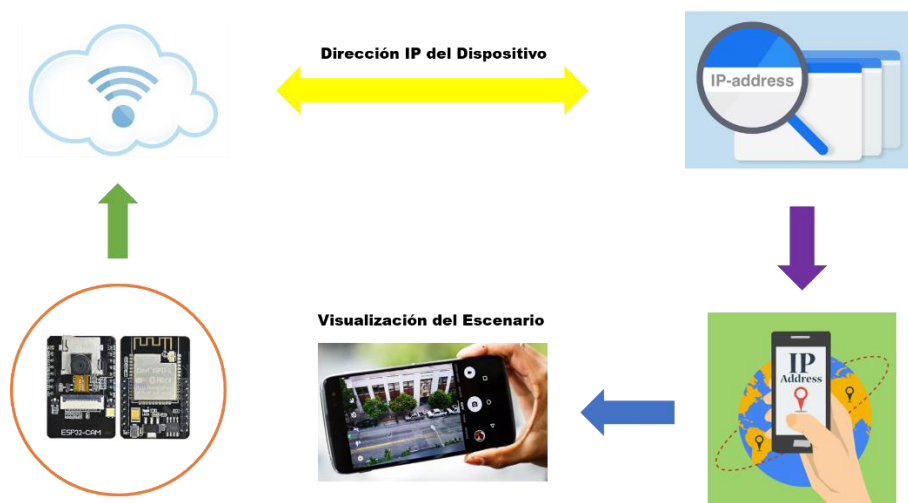 Dirección IP del Dispositivo
IP-address
Visualización del Escenario
IP
Address
ESP32-CAM